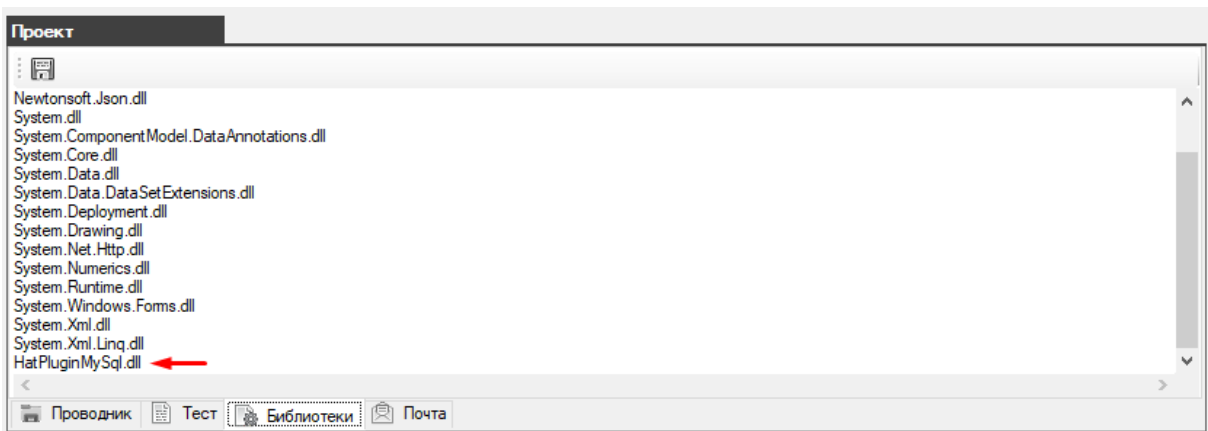 Проект
Newtonsoft.Json.dll
System.dll
System.ComponentModel.DataAnnotations.dll
System.Core.dll
System.Data.dll
System.Data.DataSetExtensions.dll
System.Deployment.dll
System.Drawing.dll
System.Net.Http.dll
System.Numerics.dll
System.Runtime.dll
System.Windows.Forms.dll
System.Xml.dll
System.Xml.Linq.dll
HatPluginMySql.dll
Проводник Тест Библиотеки Почта